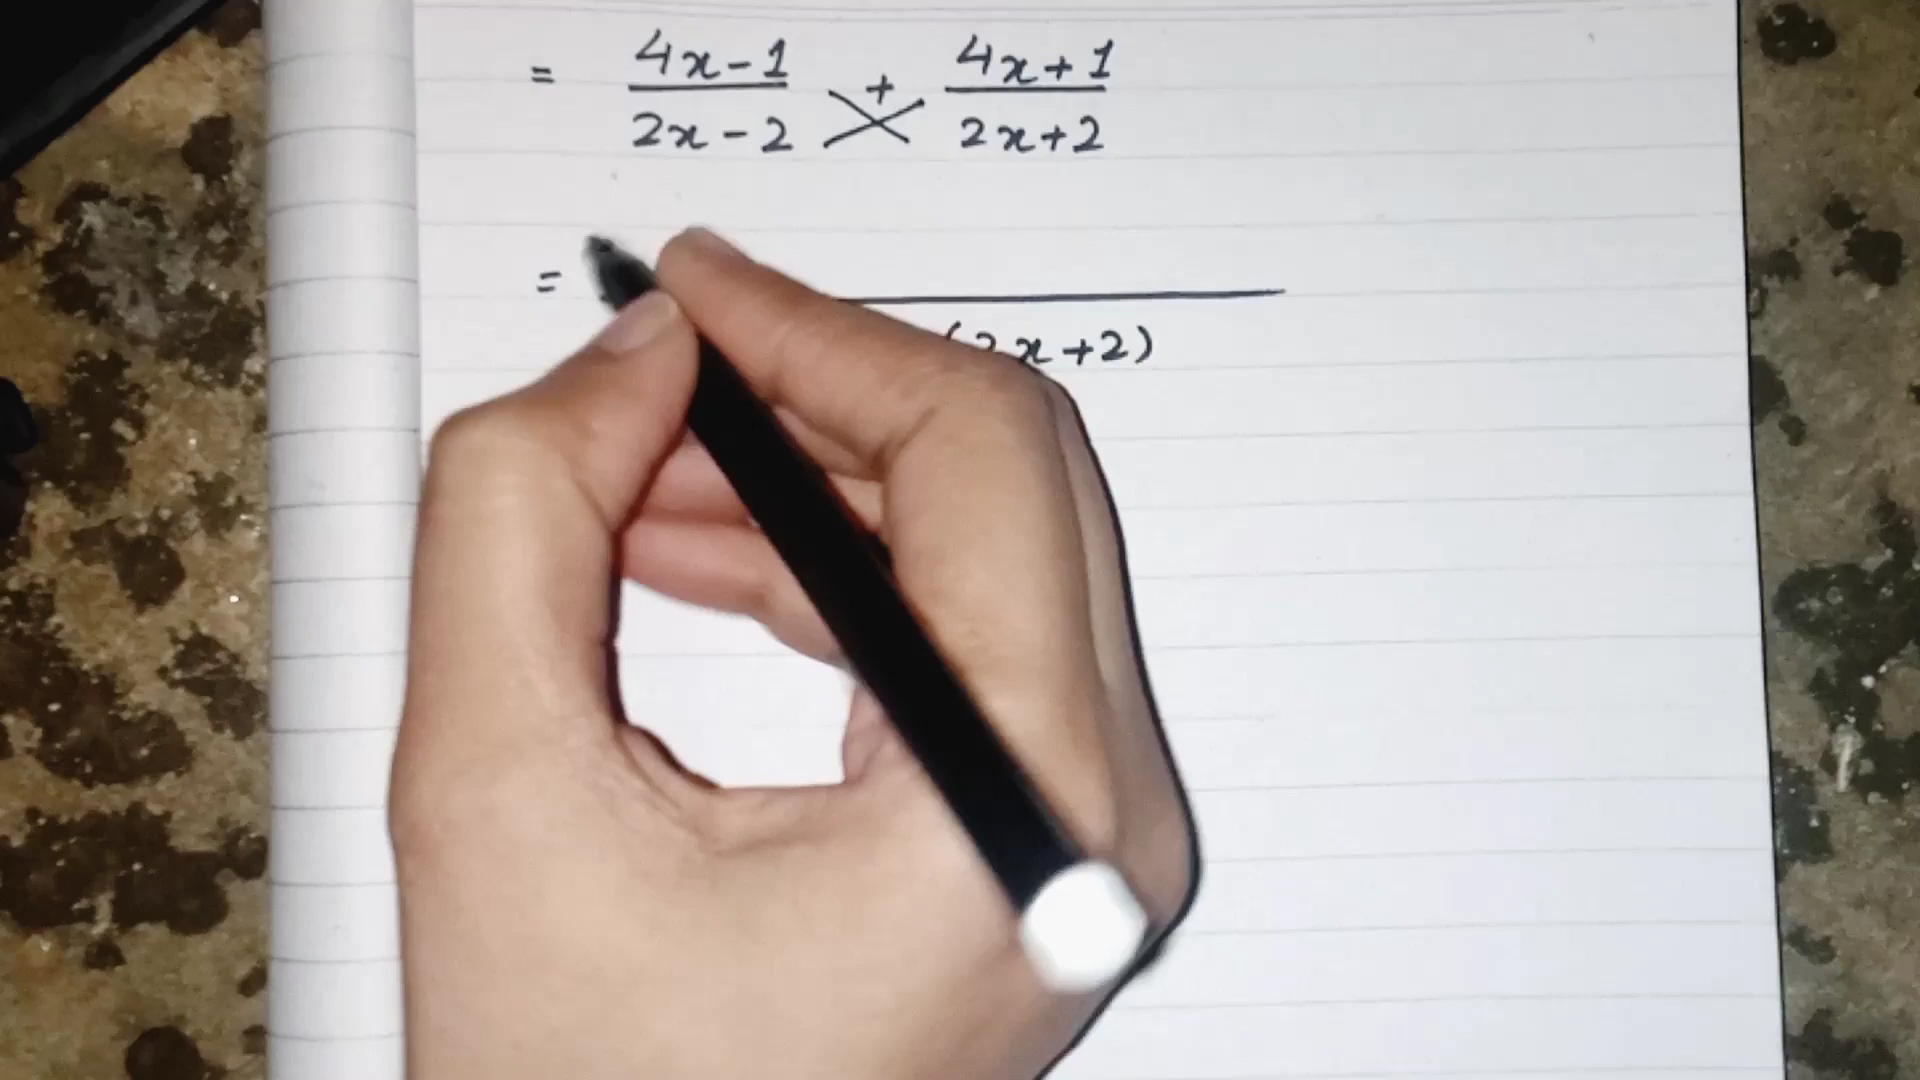 = 4x-1 + 4x+1
2x-2 2x+2
=
(2x+2)